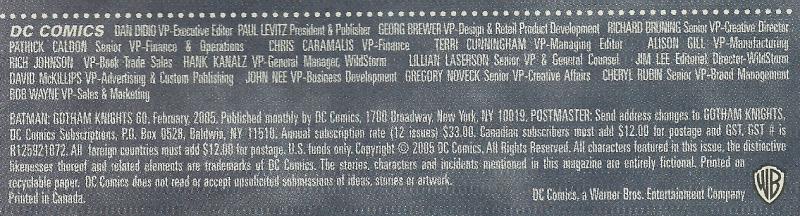 DC COMICS DAN DIDIO VP-Executive Editor PAUL LEVITZ President & Publisher GEORG BREWER VP-Design & Retail Product Development RICHARD BRUNING Senior VP-Creative Director
PATRICK CALDON Senior VP-Finance & Operations CHRIS CARAMALIS VP-Finance TERRI CUNNINGHAM VP-Managing Editor ALISON GILL VP-Manufacturing
RICH JOHNSON VP-Book Trade Sales HANK KANALZ VP-General Manager, WildStorm LILLIAN LASERSON Senior VP & General Counsel JIM LEE Editorial Director-WildStorm
DAVID McKILLIPS VP-Advertising & Custom Publishing JOHN NEE VP-Business Development GREGORY NOVECK Senior VP-Creative Affairs CHERYL RUBIN Senior VP-Brand Management
BOB WAYNE VP-Sales & Marketing
BATMAN: GOTHAM KNIGHTS 60. February, 2005. Published monthly by DC Comics, 1700 Broadway, New York, NY 10019. POSTMASTER: Send address changes to GOTHAM KNIGHTS,
DC Comics Subscriptions, P.O. Box 0528, Baldwin, NY 11510. Annual subscription rate (12 issues) $33.00. Canadian subscribers must add $12.00 for postage and GST. GST # is
R125921072. All foreign countries must add $12.00 for postage. U.S. funds only. Copyright © 2005 DC Comics. All Rights Reserved. All characters featured in this issue, the distinctive
likenesses thereof and related elements are trademarks of DC Comics. The stories, characters and incidents mentioned in this magazine are entirely fictional. Printed on
recyclable paper. DC Comics does not read or accept unsolicited submissions of ideas, stories or artwork.
Printed in Canada.
DC Comics, a Warner Bros. Entertainment Company
WB